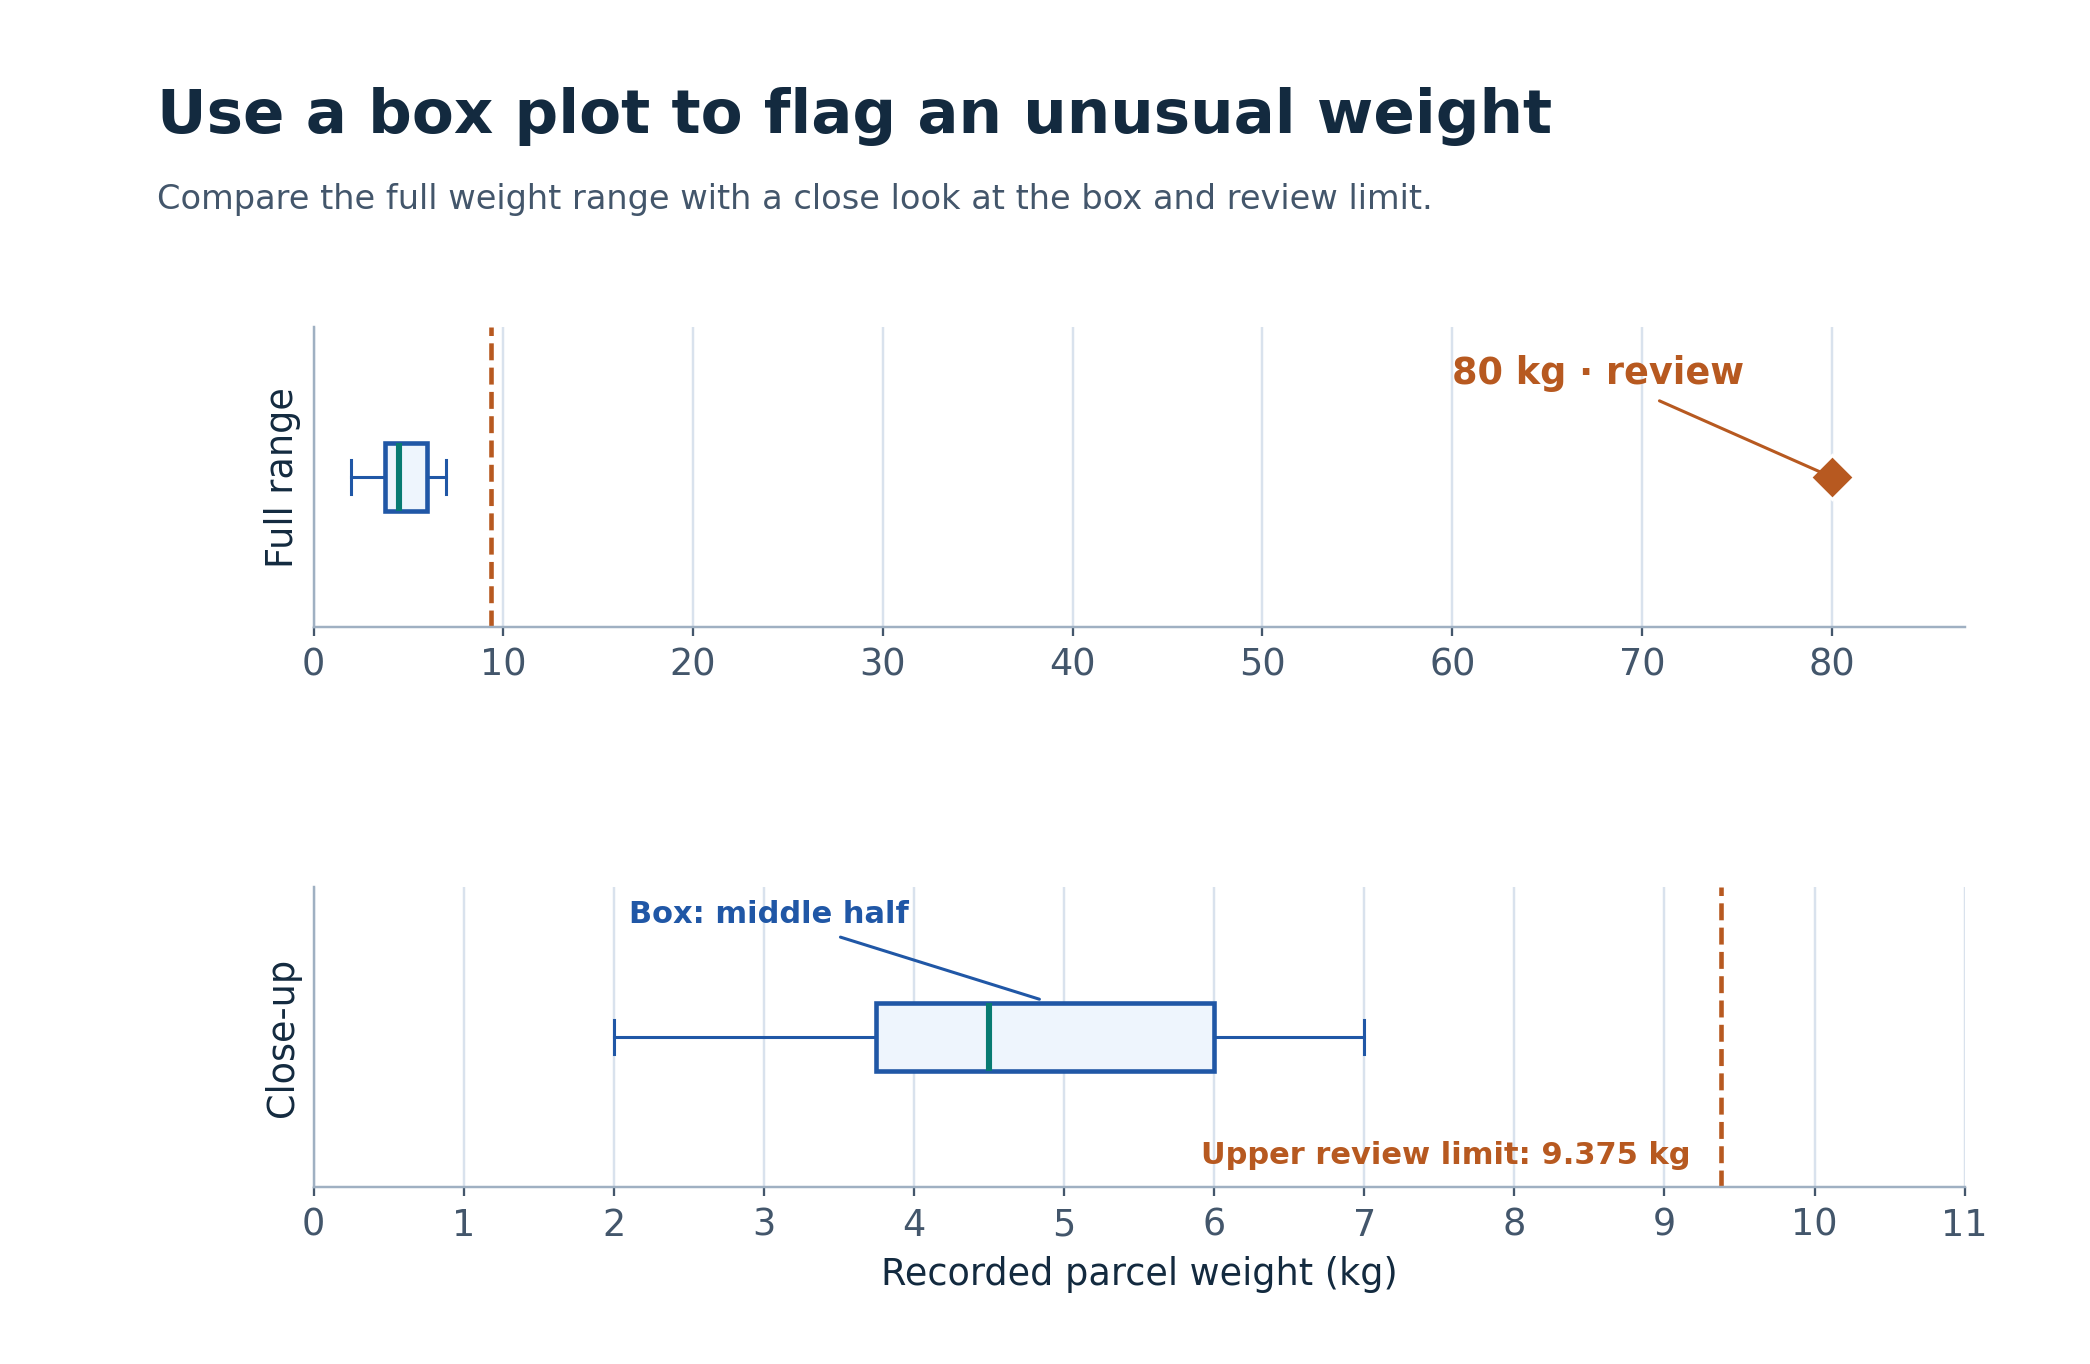 Use a box plot to flag an unusual weight
Compare the full weight range with a close look at the box and review limit.
Full range
80 kg · review
0 10 20 30 40 50 60 70 80
Close-up
Box: middle half
Upper review limit: 9.375 kg
0 1 2 3 4 5 6 7 8 9 10 11
Recorded parcel weight (kg)